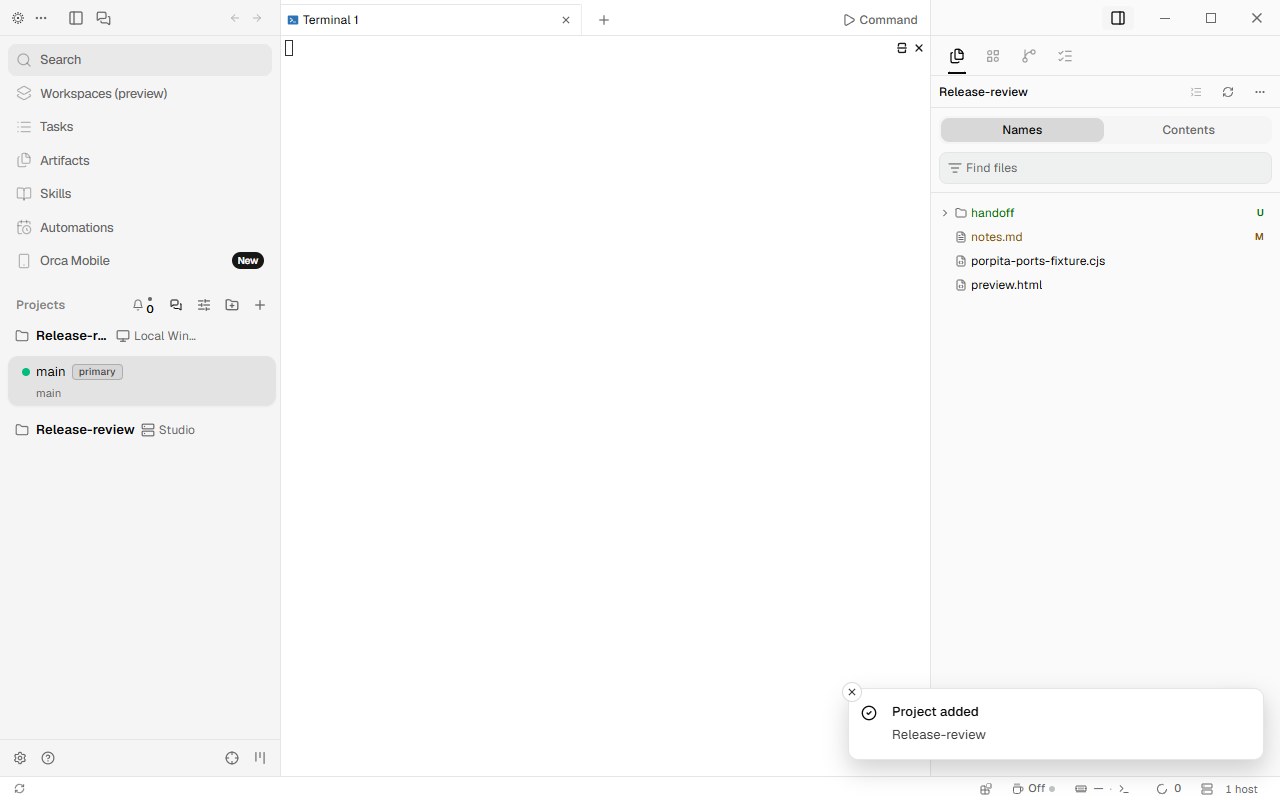 Terminal 1
Command
Search
Workspaces (preview)
Tasks
Artifacts
Skills
Automations
Orca Mobile
New
Projects
0
Release-r...
Local Win...
main
primary
main
Release-review
Studio
Release-review
Names
Contents
Find files
handoff
U
notes.md
M
porpita-ports-fixture.cjs
preview.html
Project added
Release-review
Off
0
1 host